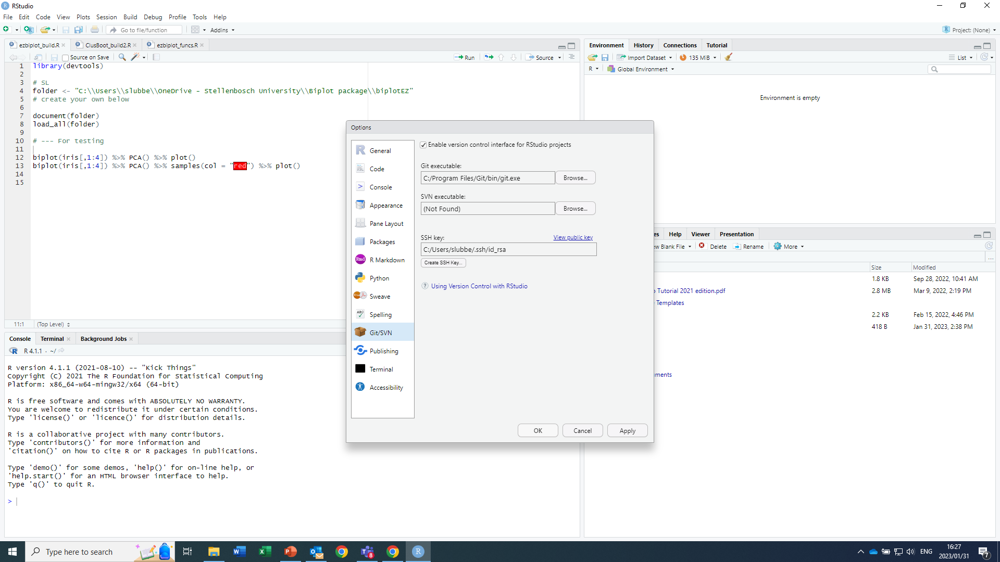 RStudio
File Edit Code View Plots Session Build Debug Profile Tools Help
Go to file/function Addins Project: (None)
ezbiplot_build.R ClusBoot_build2.R ezbiplot_funcs.R
Source on Save Run Source
1 library(devtools)
2
3 # SL
4 folder <- "C:\\Users\\slubbe\\OneDrive - Stellenbosch University\\Biplot package\\biplotEZ"
5 # create your own below
6
7 document(folder)
8 load_all(folder)
9
10 # --- For testing
11
12 biplot(iris[,1:4]) %>% PCA() %>% plot()
13 biplot(iris[,1:4]) %>% PCA() %>% samples(col = "red") %>% plot()
14
15
11:1 (Top Level)
Console Terminal Background Jobs
R 4.1.1 · ~/
R version 4.1.1 (2021-08-10) -- "Kick Things"
Copyright (C) 2021 The R Foundation for Statistical Computing
Platform: x86_64-w64-mingw32/x64 (64-bit)
R is free software and comes with ABSOLUTELY NO WARRANTY.
You are welcome to redistribute it under certain conditions.
Type 'license()' or 'licence()' for distribution details.
R is a collaborative project with many contributors.
Type 'contributors()' for more information and
'citation()' on how to cite R or R packages in publications.
Type 'demo()' for some demos, 'help()' for on-line help, or
'help.start()' for an HTML browser interface to help.
Type 'q()' to quit R.
>
Options
General
Code
Console
Appearance
Pane Layout
Packages
Rmd R Markdown
Python
Sweave
ABC Spelling
Git/SVN
Publishing
Terminal
Accessibility
Enable version control interface for RStudio projects
Git executable:
C:/Program Files/Git/bin/git.exe Browse...
SVN executable:
(Not Found) Browse...
SSH key: View public key
C:/Users/slubbe/.ssh/id_rsa
Create SSH Key...
? Using Version Control with RStudio
OK Cancel Apply
Environment History Connections Tutorial
Import Dataset 135 MiB List
R Global Environment
Environment is empty
es Help Viewer Presentation
ew Blank File Delete Rename More
...
Size Modified
1.8 KB Sep 28, 2022, 10:41 AM
Tutorial 2021 edition.pdf 2.8 MB Mar 9, 2022, 2:19 PM
Templates
2.2 KB Feb 15, 2022, 4:46 PM
418 B Jan 31, 2023, 2:38 PM
ments
Type here to search
8
ENG
16:27
2023/01/31
7